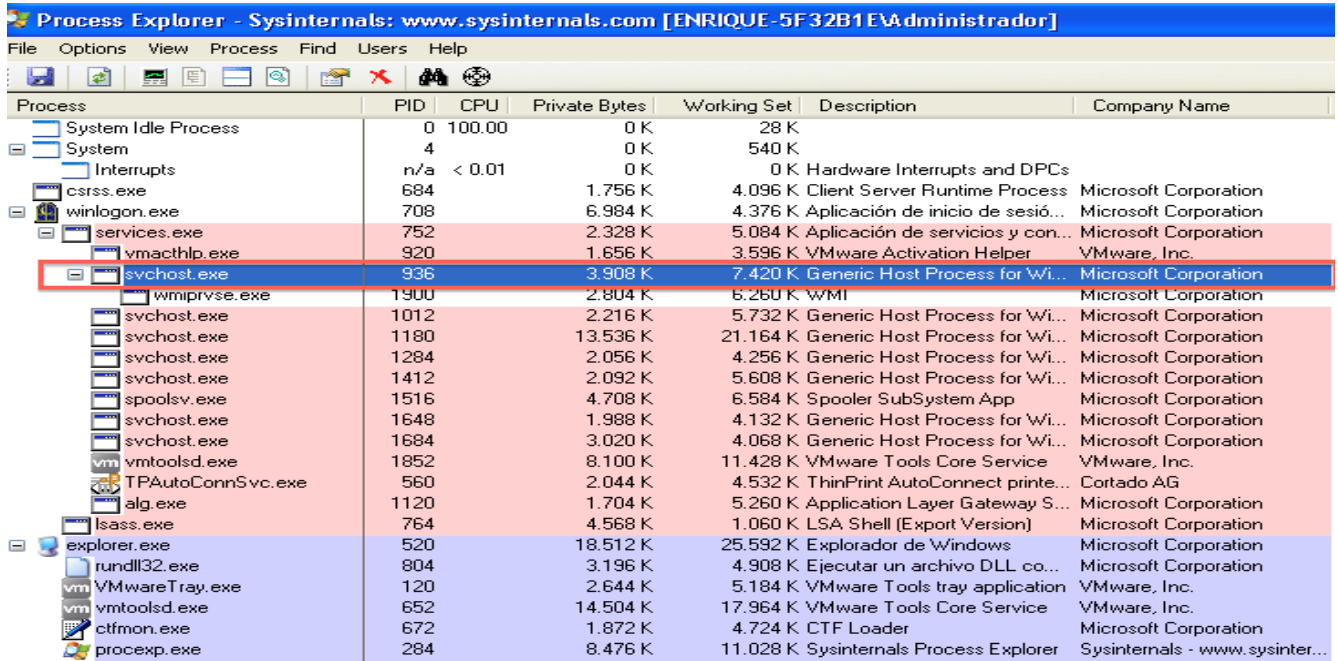 Process Explorer - Sysinternals: www.sysinternals.com [ENRIQUE-5F32B1E\Administrador]
File Options View Process Find Users Help
Process PID CPU Private Bytes Working Set Description Company Name
System Idle Process 0 100.00 0 K 28 K
System 4 0 K 540 K
Interrupts n/a < 0.01 0 K 0 K Hardware Interrupts and DPCs
csrss.exe 684 1.756 K 4.096 K Client Server Runtime Process Microsoft Corporation
winlogon.exe 708 6.984 K 4.376 K Aplicación de inicio de sesió... Microsoft Corporation
services.exe 752 2.328 K 5.084 K Aplicación de servicios y con... Microsoft Corporation
vmacthlp.exe 920 1.656 K 3.596 K VMware Activation Helper VMware, Inc.
svchost.exe 936 3.908 K 7.420 K Generic Host Process for Wi... Microsoft Corporation
wmiprvse.exe 1900 2.804 K 6.260 K WMI Microsoft Corporation
svchost.exe 1012 2.216 K 5.732 K Generic Host Process for Wi... Microsoft Corporation
svchost.exe 1180 13.536 K 21.164 K Generic Host Process for Wi... Microsoft Corporation
svchost.exe 1284 2.056 K 4.256 K Generic Host Process for Wi... Microsoft Corporation
svchost.exe 1412 2.092 K 5.608 K Generic Host Process for Wi... Microsoft Corporation
spoolsv.exe 1516 4.708 K 6.584 K Spooler SubSystem App Microsoft Corporation
svchost.exe 1648 1.988 K 4.132 K Generic Host Process for Wi... Microsoft Corporation
svchost.exe 1684 3.020 K 4.068 K Generic Host Process for Wi... Microsoft Corporation
vm vmtoolsd.exe 1852 8.100 K 11.428 K VMware Tools Core Service VMware, Inc.
TPAutoConnSvc.exe 560 2.044 K 4.532 K ThinPrint AutoConnect printe... Cortado AG
alg.exe 1120 1.704 K 5.260 K Application Layer Gateway S... Microsoft Corporation
lsass.exe 764 4.568 K 1.060 K LSA Shell (Export Version) Microsoft Corporation
explorer.exe 520 18.512 K 25.592 K Explorador de Windows Microsoft Corporation
rundll32.exe 804 3.196 K 4.908 K Ejecutar un archivo DLL co... Microsoft Corporation
vm VMwareTray.exe 120 2.644 K 5.184 K VMware Tools tray application VMware, Inc.
vm vmtoolsd.exe 652 14.504 K 17.964 K VMware Tools Core Service VMware, Inc.
ctfmon.exe 672 1.872 K 4.724 K CTF Loader Microsoft Corporation
procexp.exe 284 8.476 K 11.028 K Sysinternals Process Explorer Sysinternals - www.sysinter...